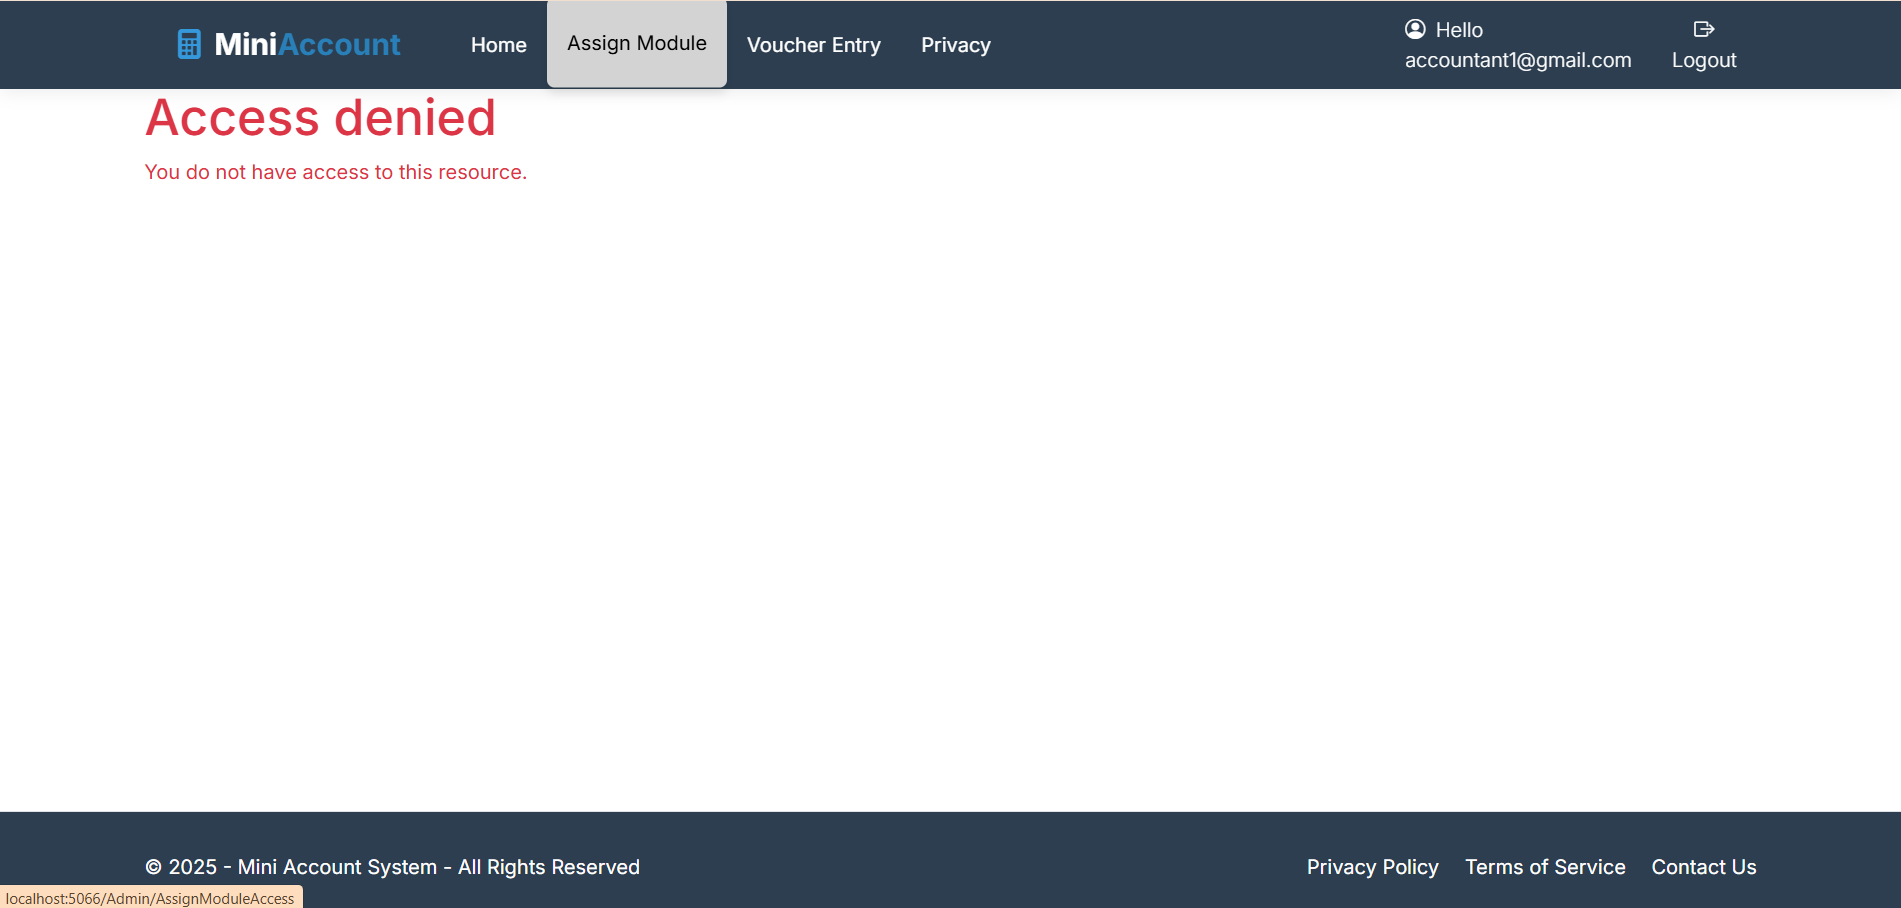 MiniAccount
Home
Assign Module
Voucher Entry
Privacy
Hello
accountant1@gmail.com
Logout
Access denied
You do not have access to this resource.
© 2025 - Mini Account System - All Rights Reserved
Privacy Policy
Terms of Service
Contact Us
localhost:5066/Admin/AssignModuleAccess